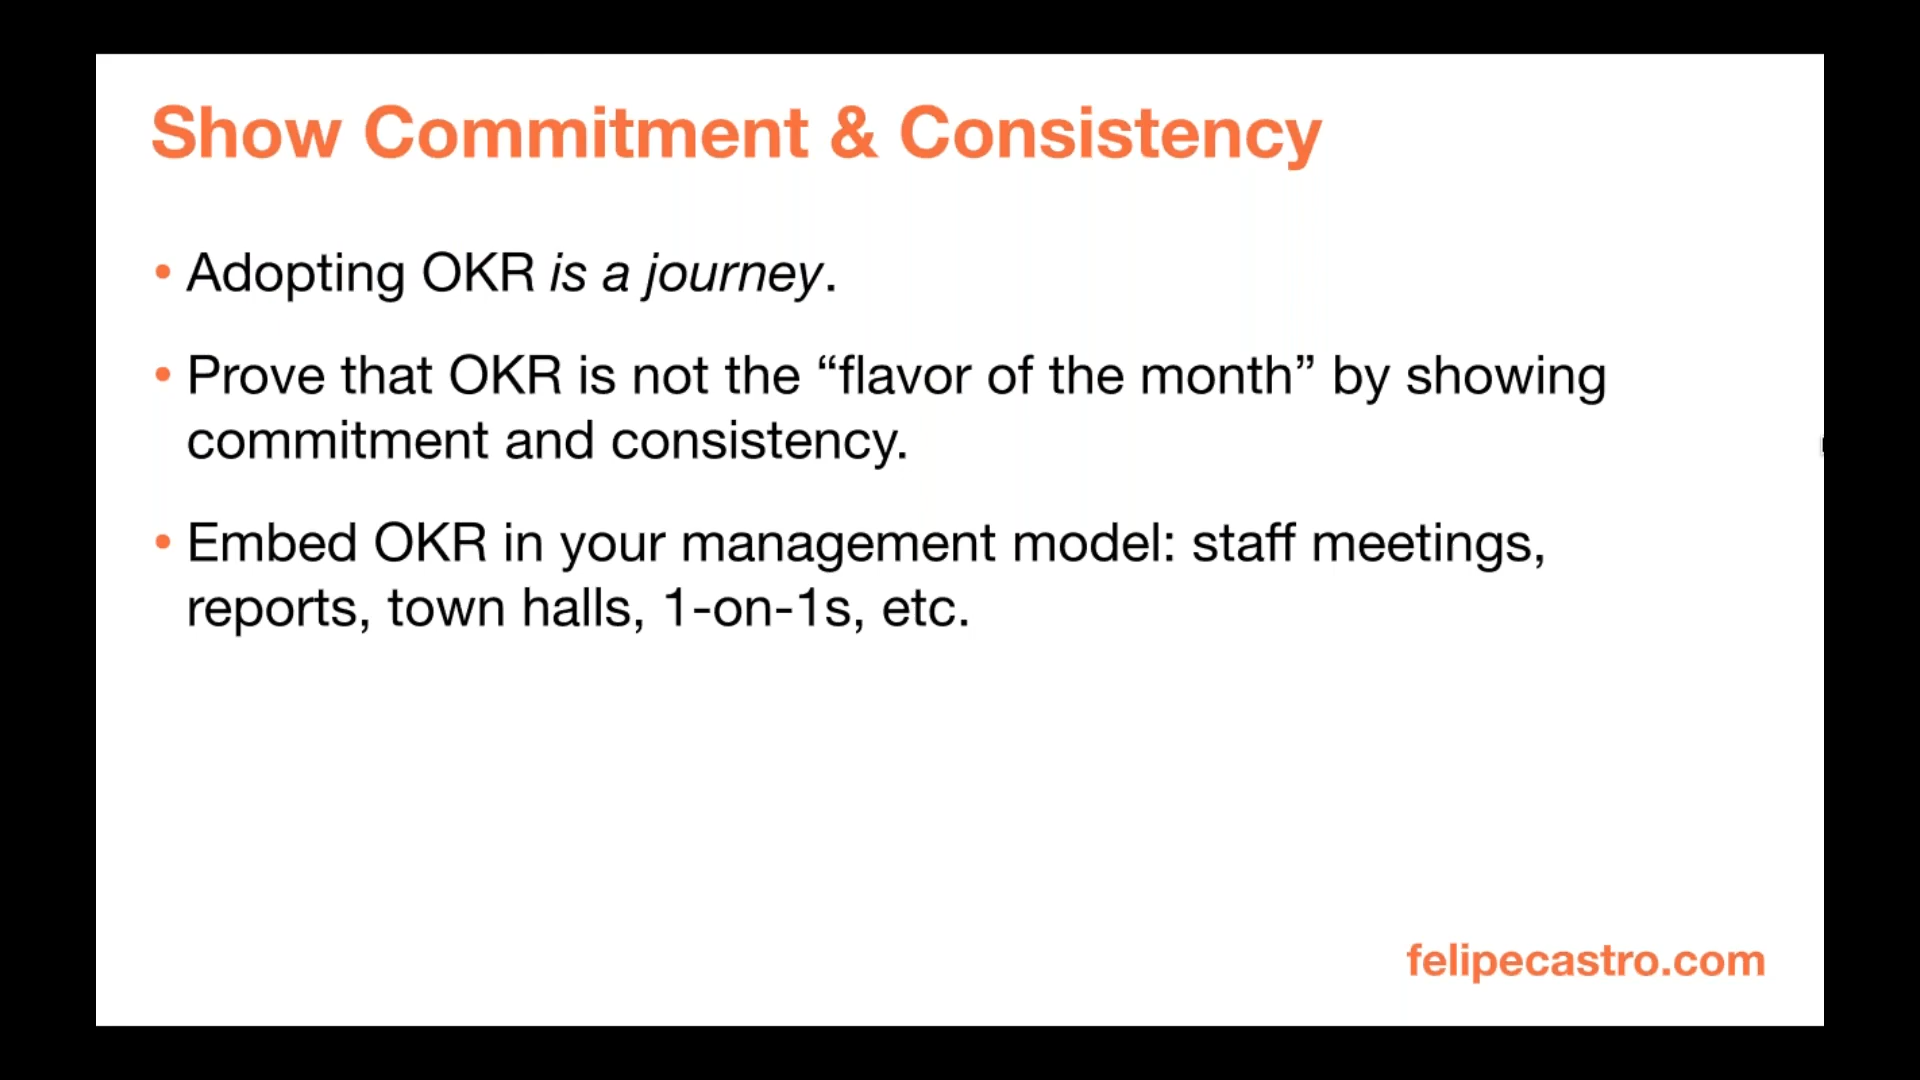 Show Commitment & Consistency
• Adopting OKR is a journey.
• Prove that OKR is not the “flavor of the month” by showing
commitment and consistency.
• Embed OKR in your management model: staff meetings,
reports, town halls, 1-on-1s, etc.
felipecastro.com